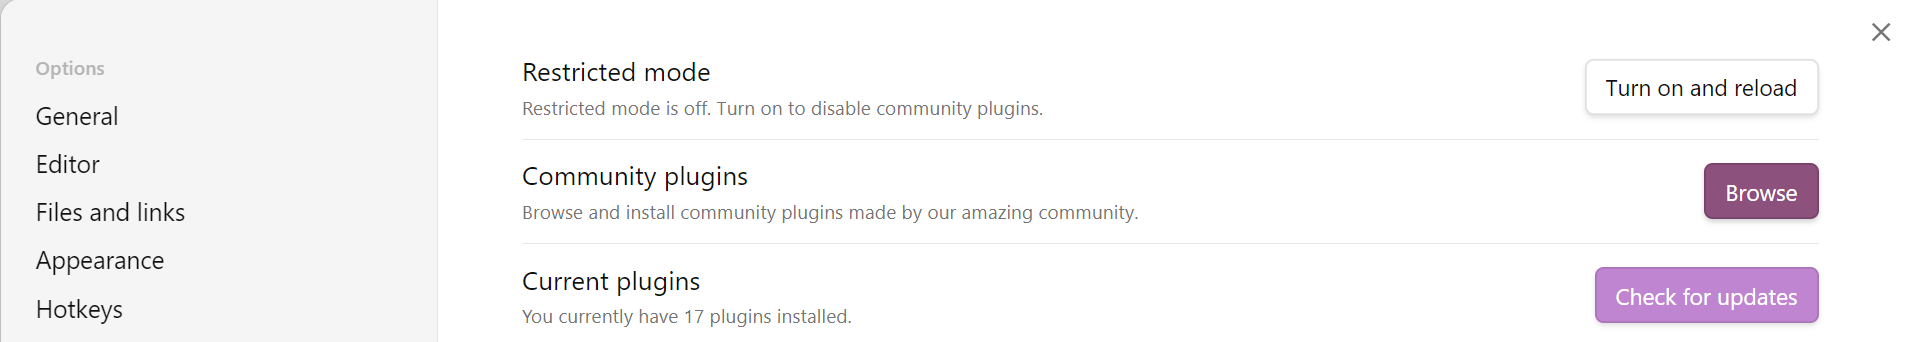 Options
General
Editor
Files and links
Appearance
Hotkeys
Restricted mode
Restricted mode is off. Turn on to disable community plugins.
Turn on and reload
Community plugins
Browse and install community plugins made by our amazing community.
Browse
Current plugins
You currently have 17 plugins installed.
Check for updates